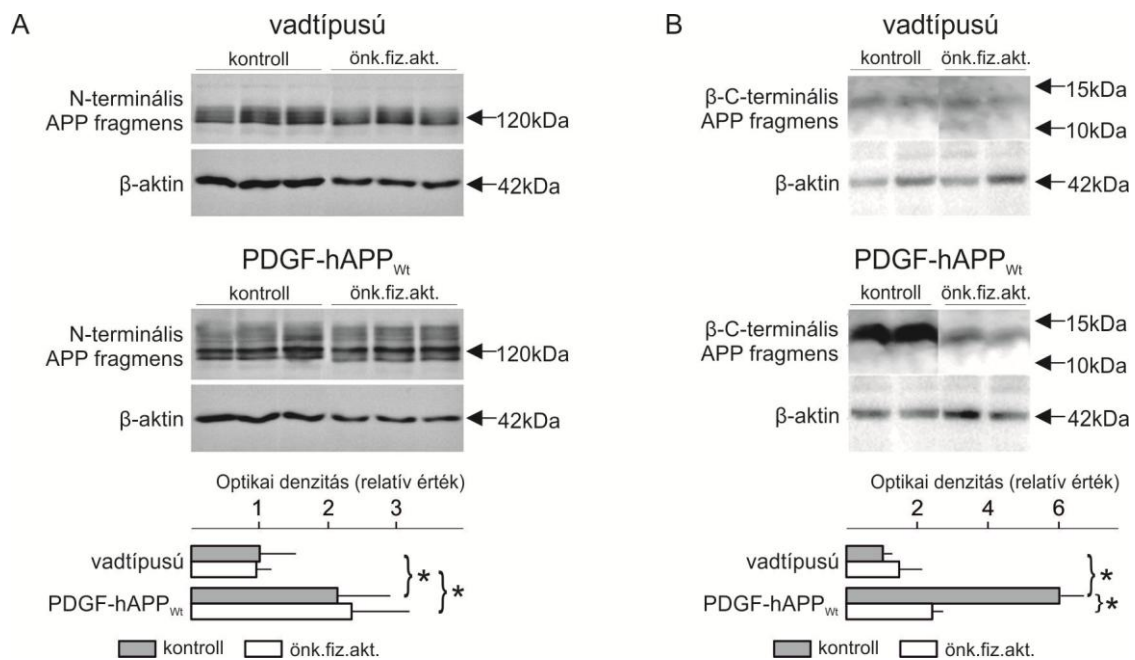 A
vadtípusú
kontroll önk.fiz.akt.
N-terminális
APP fragmens
120kDa
β-aktin
42kDa
PDGF-hAPPWt
kontroll önk.fiz.akt.
N-terminális
APP fragmens
120kDa
β-aktin
42kDa
Optikai denzitás (relatív érték)
1 2 3
vadtípusú
*
*
PDGF-hAPPWt
kontroll önk.fiz.akt.
B
vadtípusú
kontroll önk.fiz.akt.
β-C-terminális
APP fragmens
15kDa
10kDa
β-aktin
42kDa
PDGF-hAPPWt
kontroll önk.fiz.akt.
β-C-terminális
APP fragmens
15kDa
10kDa
β-aktin
42kDa
Optikai denzitás (relatív érték)
2 4 6
vadtípusú
*
PDGF-hAPPWt
*
kontroll önk.fiz.akt.